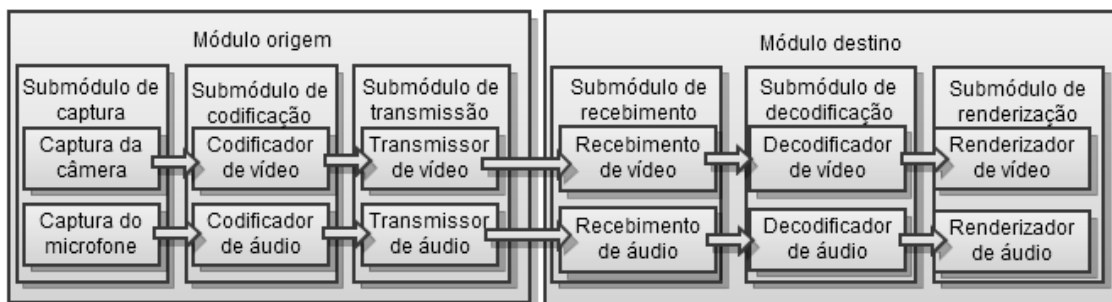 Módulo origem
Submódulo de
captura
Captura da
câmera
Captura do
microfone
Submódulo de
codificação
Codificador
de vídeo
Codificador
de áudio
Submódulo de
transmissão
Transmissor
de vídeo
Transmissor
de áudio
Módulo destino
Submódulo de
recebimento
Recebimento
de vídeo
Recebimento
de áudio
Submódulo de
decodificação
Decodificador
de vídeo
Decodificador
de áudio
Submódulo de
renderização
Renderizador
de vídeo
Renderizador
de áudio